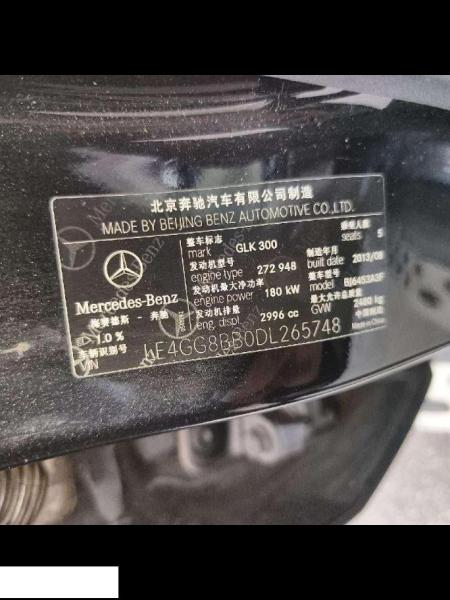 北京奔驰汽车有限公司制造
MADE BY BEIJING BENZ AUTOMOTIVE CO.,LTD.
整车标志 mark GLK 300
发动机型号 engine type 272 948
发动机最大净功率 engine power 180 kW
发动机排量 eng. displ. 2996 cc
乘坐人数 seats 5
制造年月 built date 2013/08
整车型号 model BJ6453A3F
最大允许总质量 GVW 2480 kg
中国制造
Made in China
Mercedes-Benz
梅赛德斯 - 奔驰
1.0%
车辆识别号 VIN
LE4GG8BB0DL265748